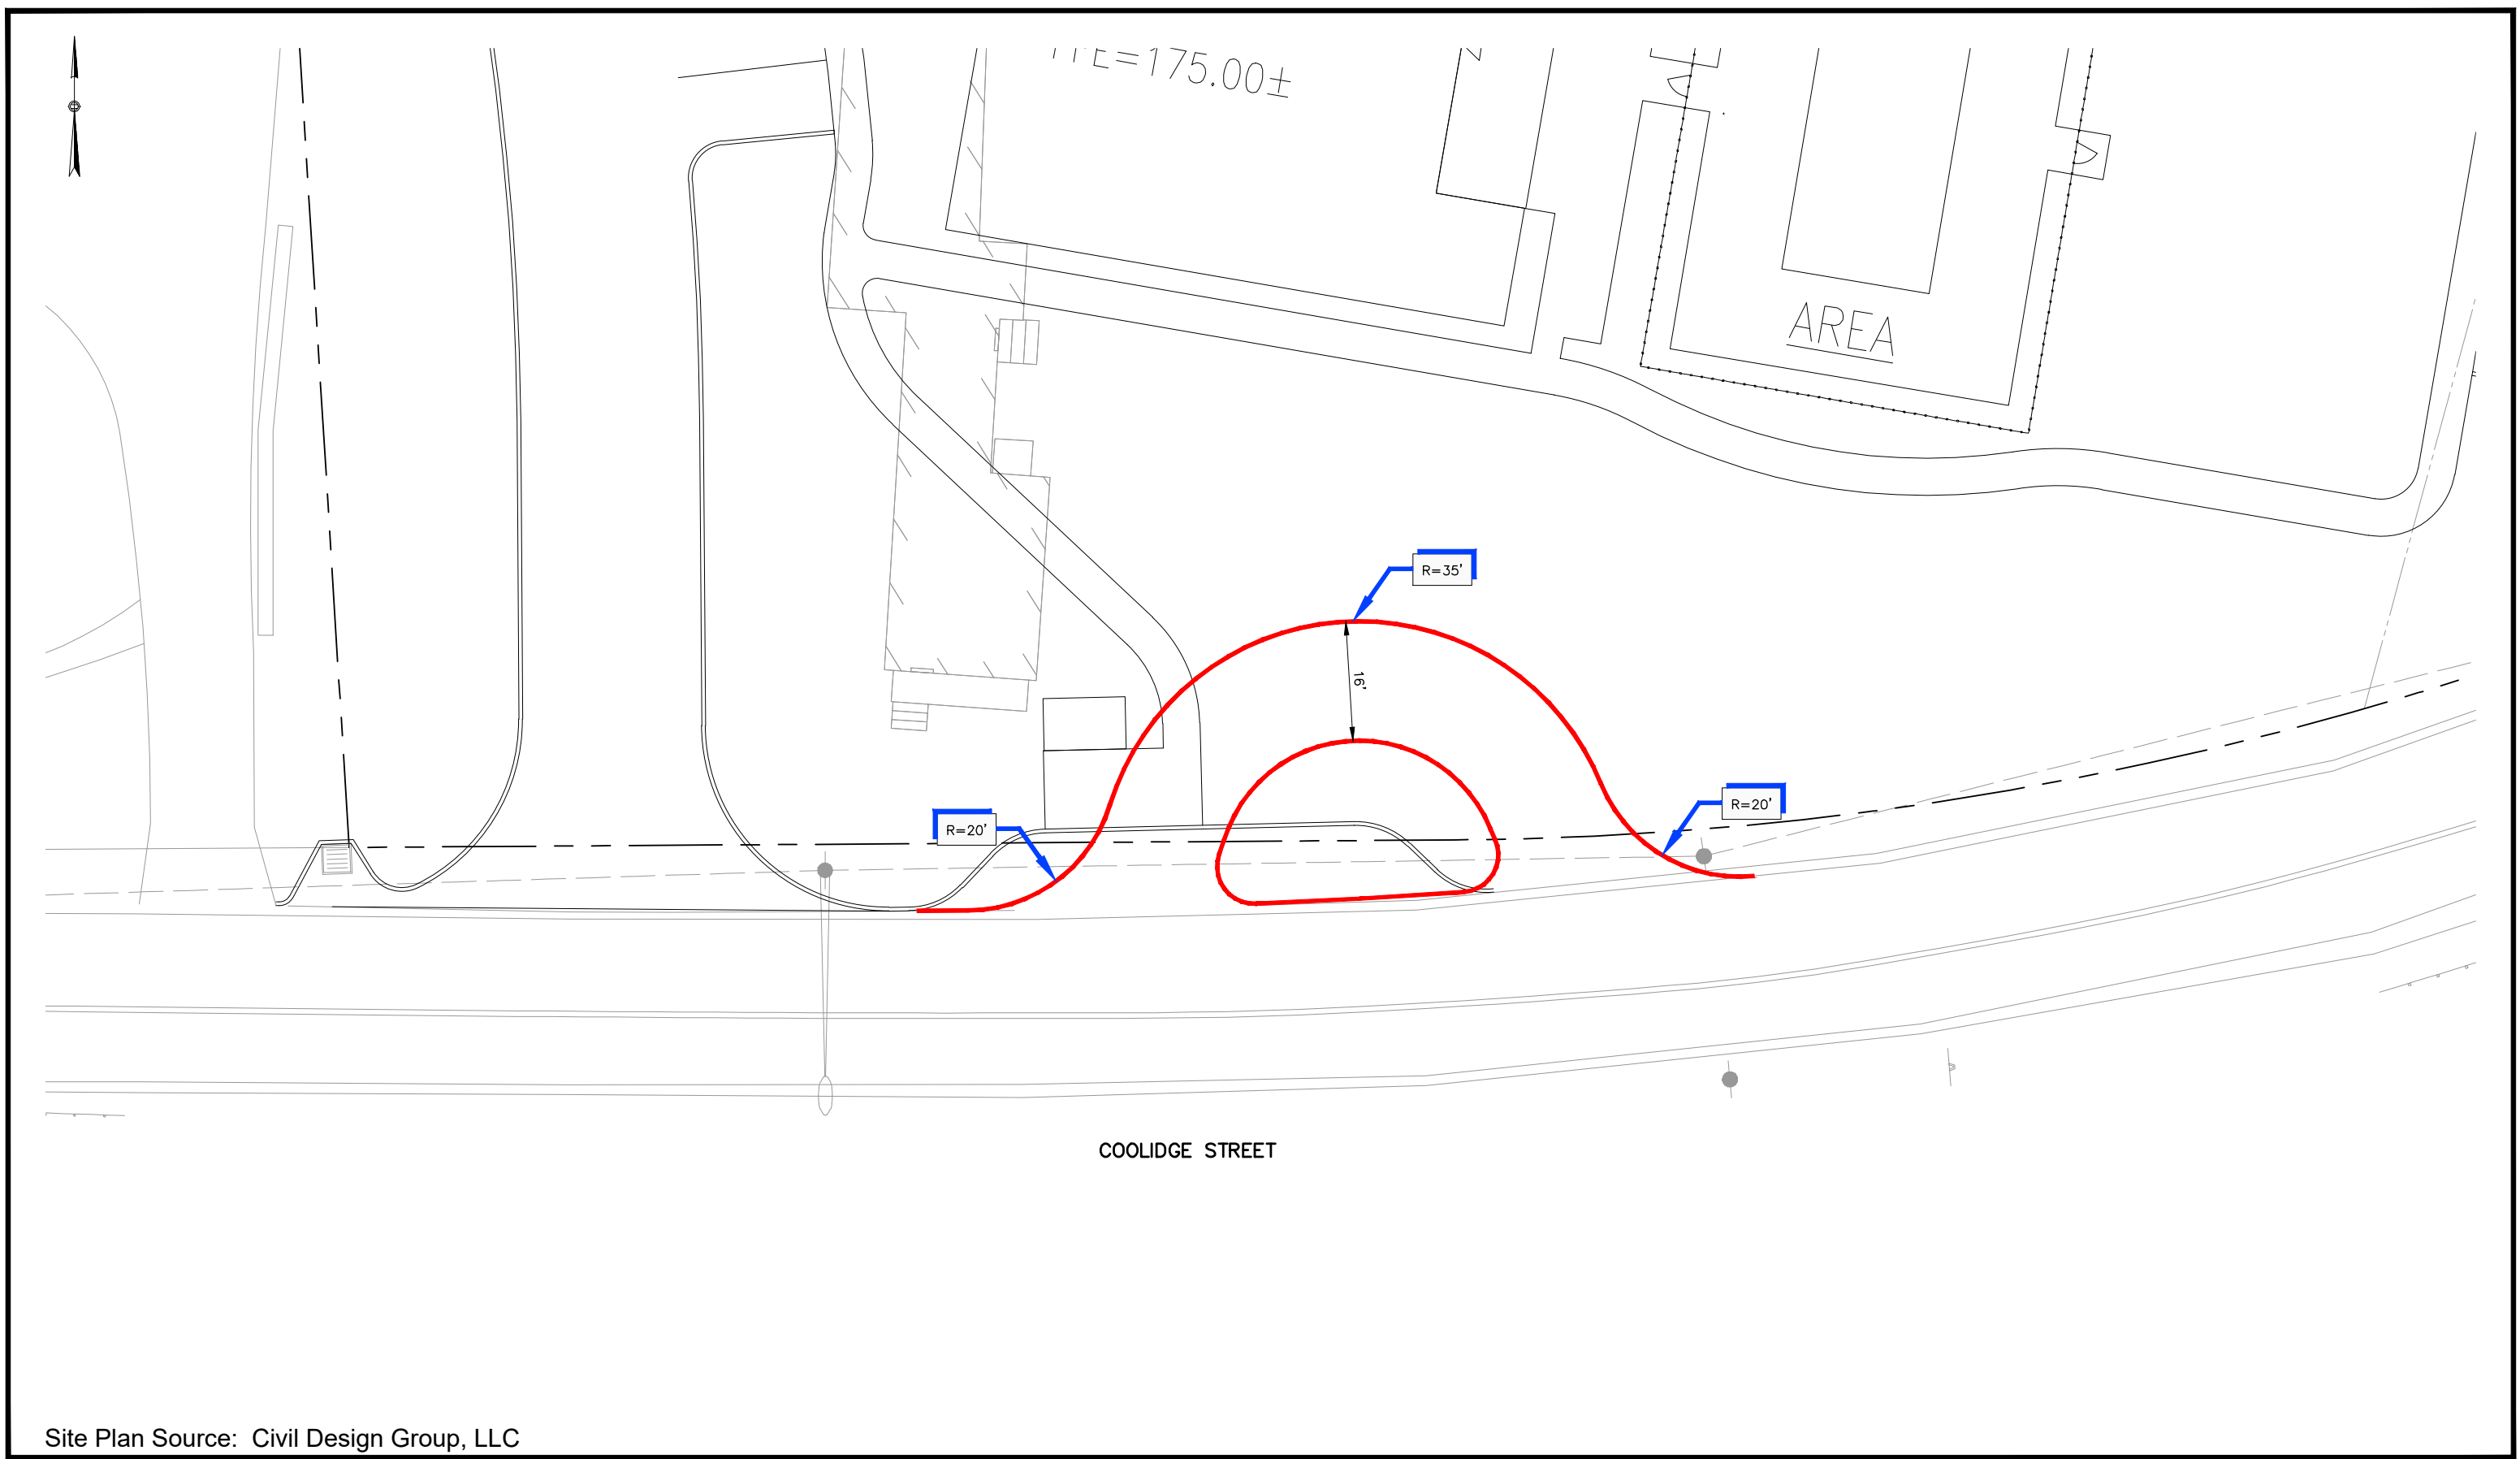 =175.00±
AREA
R=35'
16'
R=20'
R=20'
COOLIDGE STREET
Site Plan Source: Civil Design Group, LLC